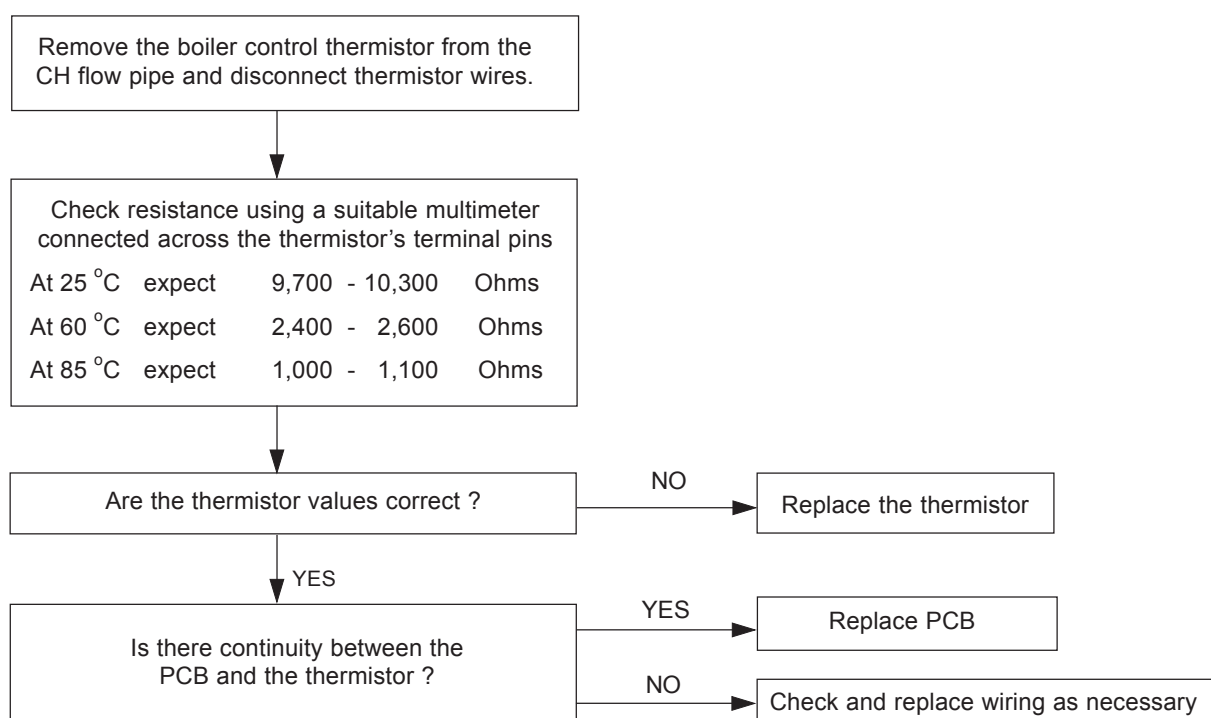 Remove the boiler control thermistor from the
CH flow pipe and disconnect thermistor wires.
Check resistance using a suitable multimeter
connected across the thermistor’s terminal pins
At 25 °C expect 9,700 - 10,300 Ohms
At 60 °C expect 2,400 - 2,600 Ohms
At 85 °C expect 1,000 - 1,100 Ohms
Are the thermistor values correct ?
NO
Replace the thermistor
YES
Is there continuity between the
PCB and the thermistor ?
YES
Replace PCB
NO
Check and replace wiring as necessary